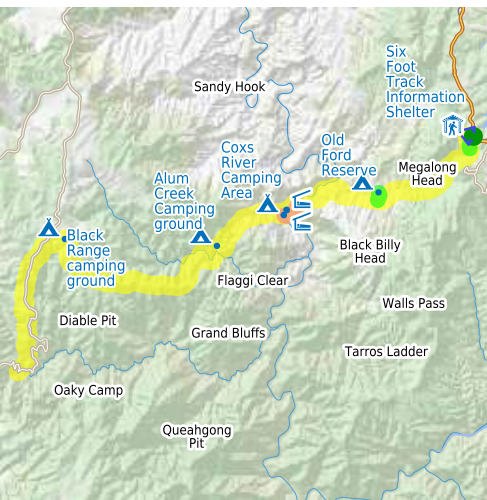 Six
Foot
Track
Information
Shelter
Sandy Hook
Coxs
River
Camping
Area
Old
Ford
Reserve
Megalong
Head
Alum
Creek
Camping
ground
Black
Range
camping
ground
Black Billy
Head
Flaggi Clear
Walls Pass
Diable Pit
Grand Bluffs
Tarros Ladder
Oaky Camp
Queahgong
Pit